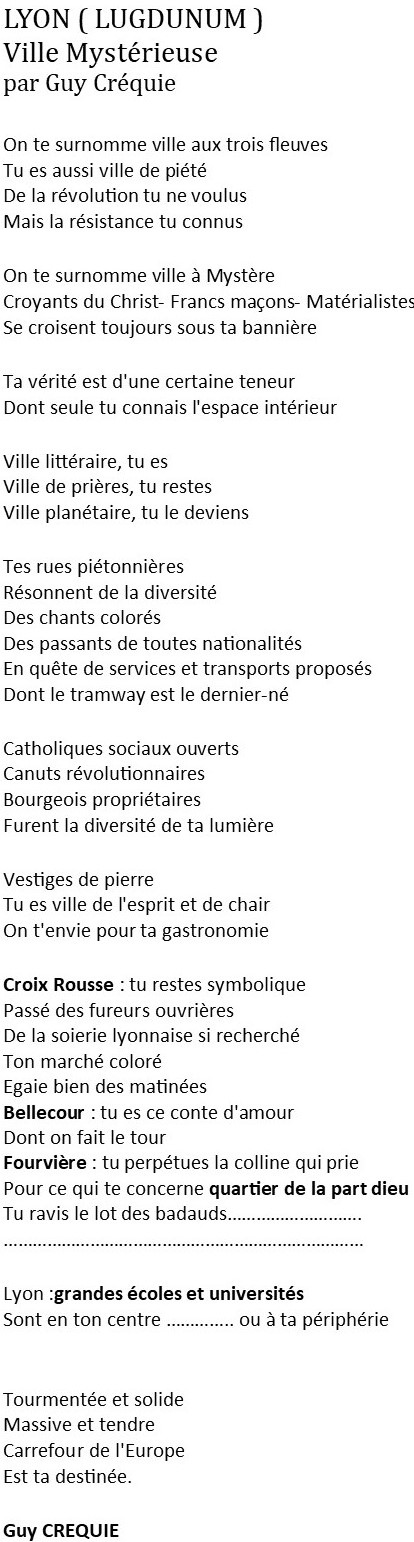 LYON ( LUGDUNUM )
Ville Mystérieuse
par Guy Créquie
On te surnomme ville aux trois fleuves
Tu es aussi ville de piété
De la révolution tu ne voulus
Mais la résistance tu connus
On te surnomme ville à Mystère
Croyants du Christ- Francs maçons- Matérialistes
Se croisent toujours sous ta bannière
Ta vérité est d'une certaine teneur
Dont seule tu connais l'espace intérieur
Ville littéraire, tu es
Ville de prières, tu restes
Ville planétaire, tu le deviens
Tes rues piétonnières
Résonnent de la diversité
Des chants colorés
Des passants de toutes nationalités
En quête de services et transports proposés
Dont le tramway est le dernier-né
Catholiques sociaux ouverts
Canuts révolutionnaires
Bourgeois propriétaires
Furent la diversité de ta lumière
Vestiges de pierre
Tu es ville de l'esprit et de chair
On t'envie pour ta gastronomie
Croix Rousse : tu restes symbolique
Passé des fureurs ouvrières
De la soierie lyonnaise si recherché
Ton marché coloré
Egaie bien des matinées
Bellecour : tu es ce conte d'amour
Dont on fait le tour
Fourvière : tu perpétues la colline qui prie
Pour ce qui te concerne quartier de la part dieu
Tu ravis le lot des badauds............................
...........................................................................
Lyon :grandes écoles et universités
Sont en ton centre .............. ou à ta périphérie
Tourmentée et solide
Massive et tendre
Carrefour de l'Europe
Est ta destinée.
Guy CREQUIE